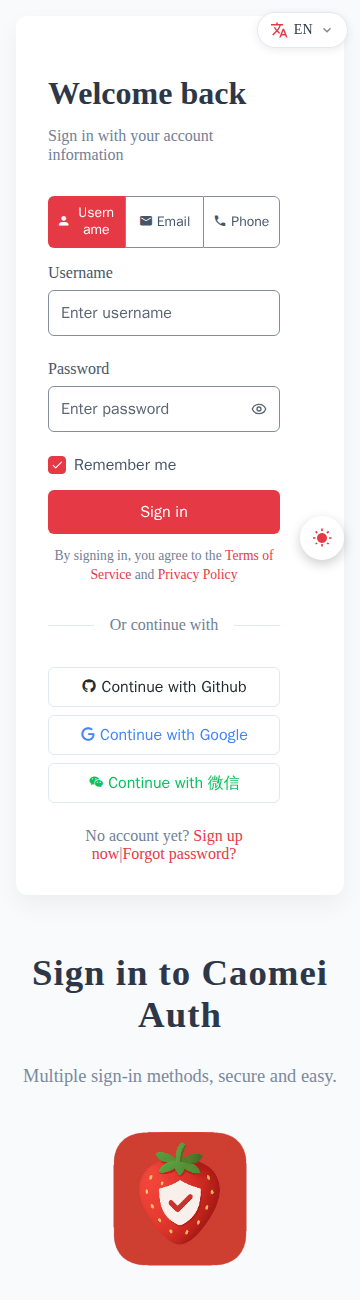 EN
Welcome back
Sign in with your account
information
Usern
ame
Email
Phone
Username
Enter username
Password
Enter password
Remember me
Sign in
By signing in, you agree to the Terms of
Service and Privacy Policy
Or continue with
Continue with Github
Continue with Google
Continue with 微信
No account yet? Sign up
now|Forgot password?
Sign in to Caomei
Auth
Multiple sign-in methods, secure and easy.